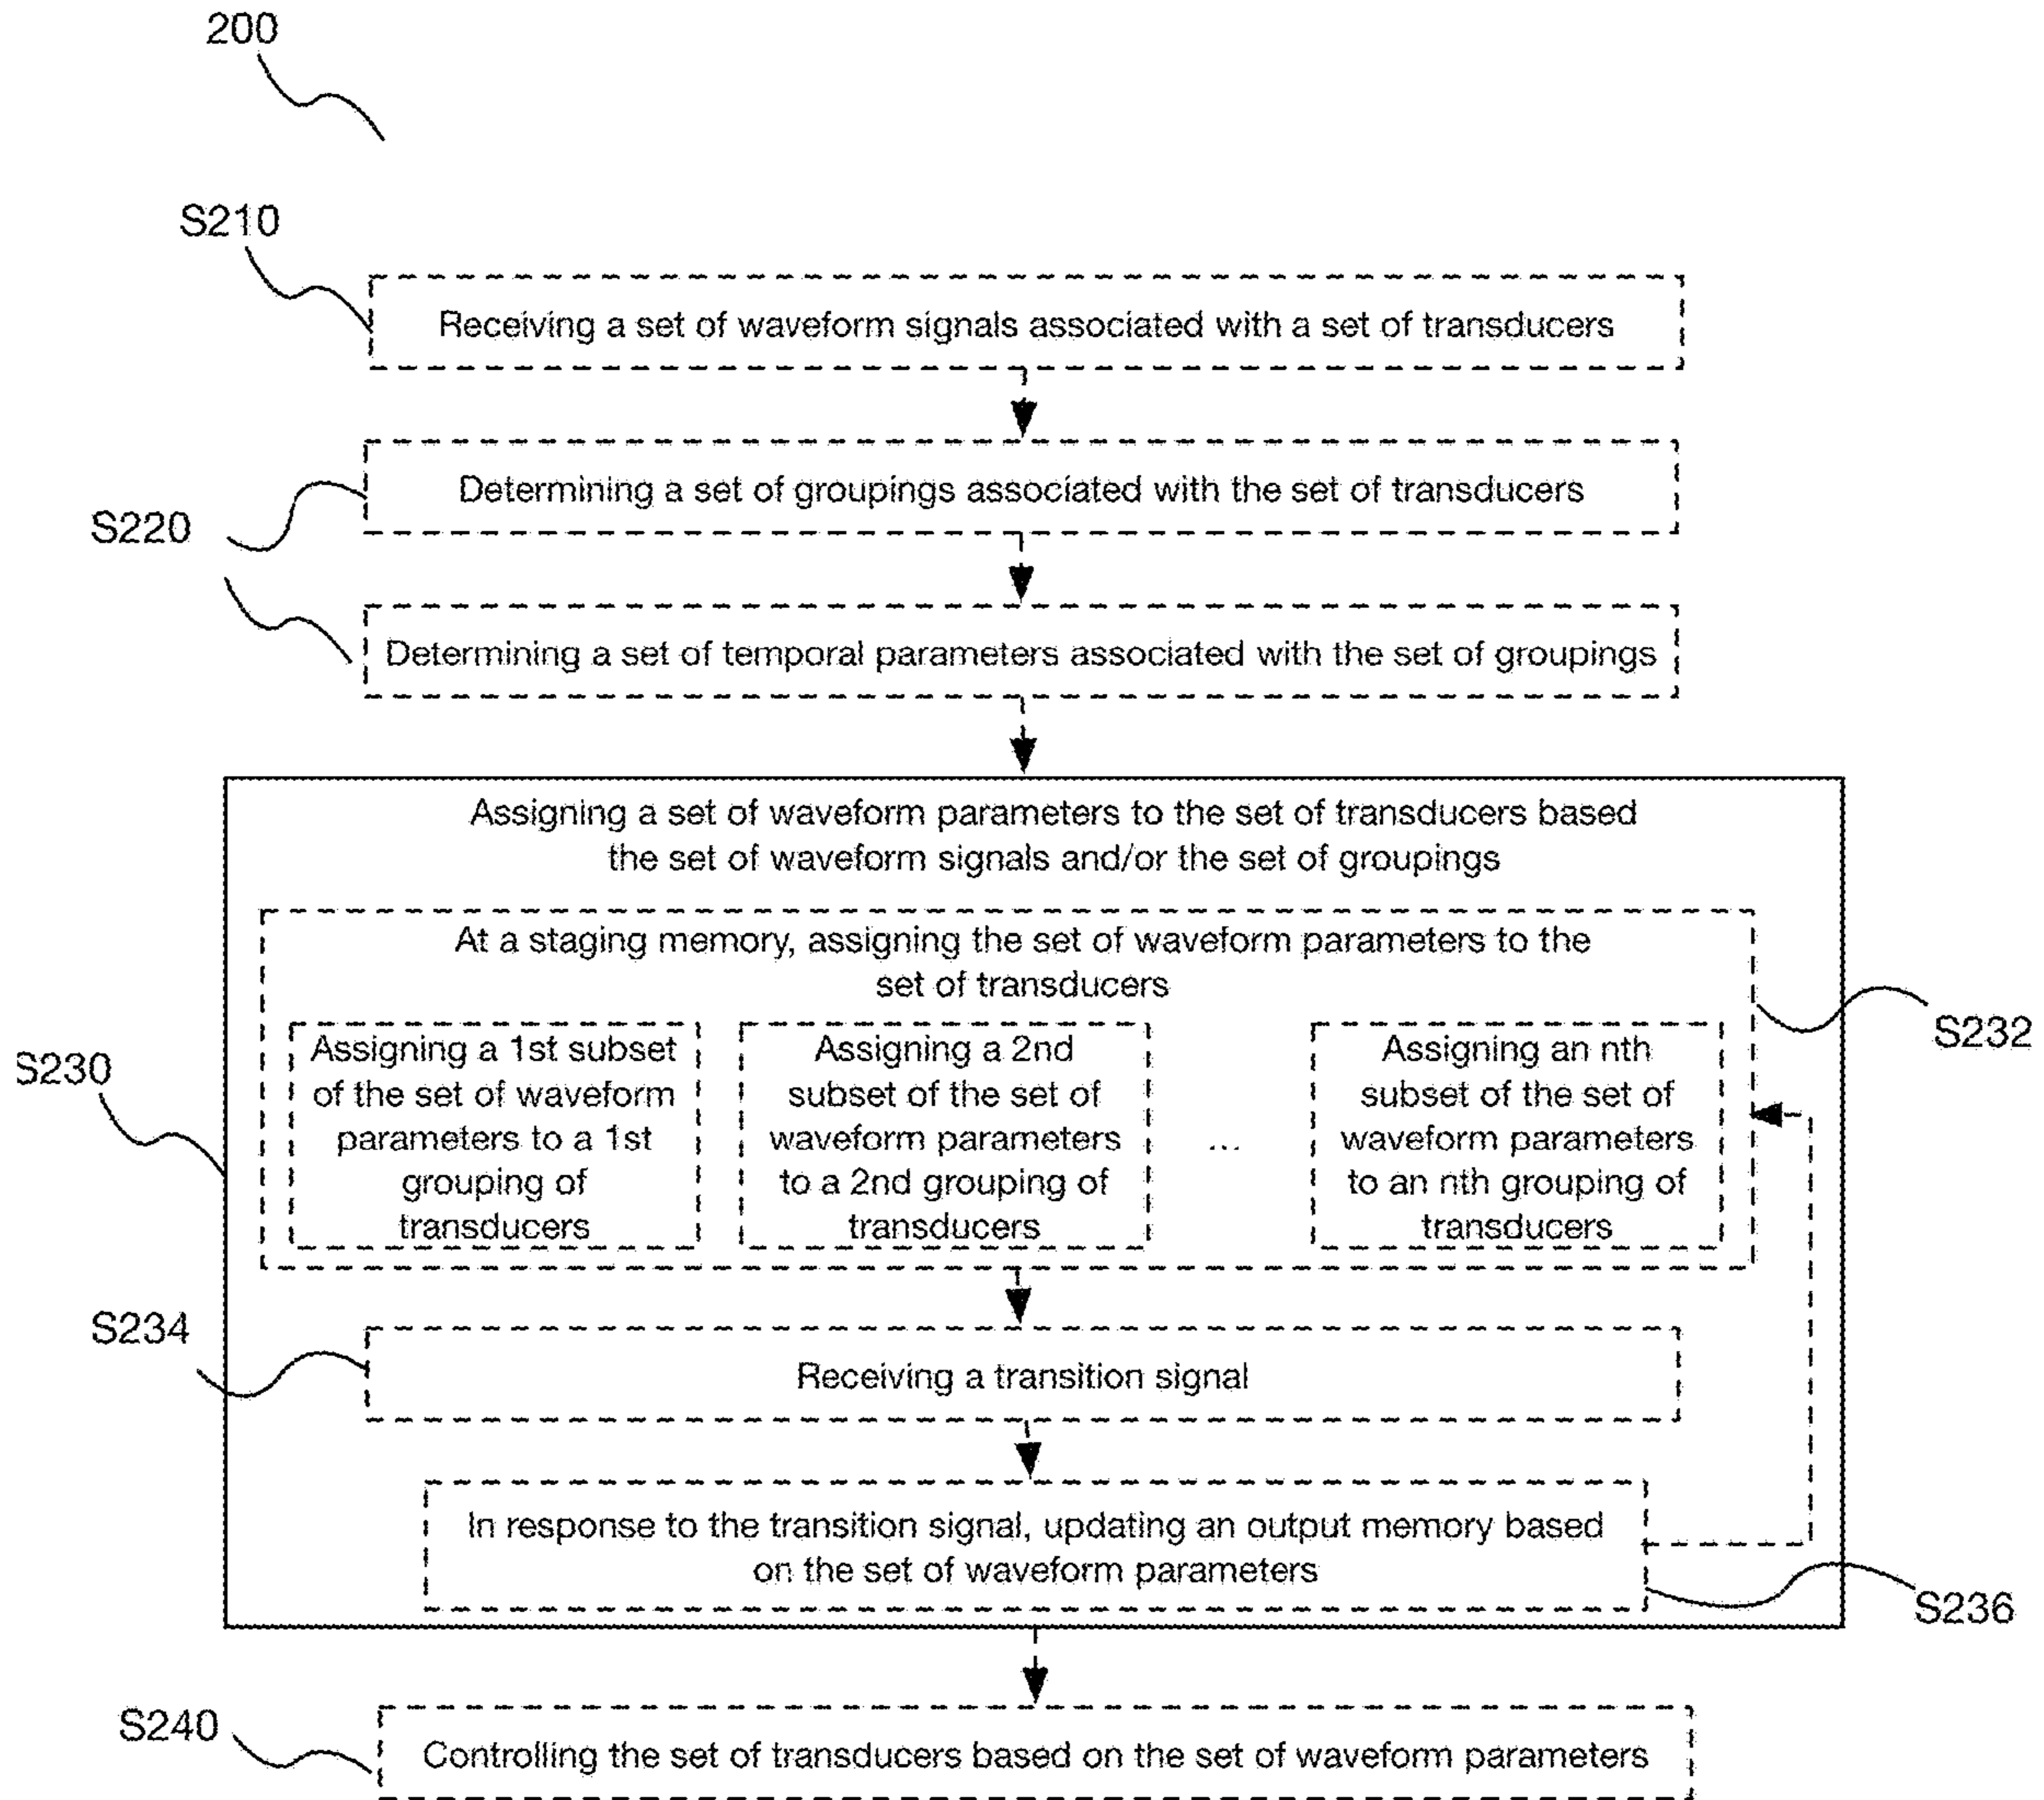 200
S210
Receiving a set of waveform signals associated with a set of transducers
Determining a set of groupings associated with the set of transducers
S220
Determining a set of temporal parameters associated with the set of groupings
Assigning a set of waveform parameters to the set of transducers based
the set of waveform signals and/or the set of groupings
At a staging memory, assigning the set of waveform parameters to the
set of transducers
S232
S230
Assigning a 1st subset
of the set of waveform
parameters to a 1st
grouping of
transducers
Assigning a 2nd
subset of the set of
waveform parameters
to a 2nd grouping of
transducers
...
Assigning an nth
subset of the set of
waveform parameters
to an nth grouping of
transducers
S234
Receiving a transition signal
In response to the transition signal, updating an output memory based
on the set of waveform parameters
S236
S240
Controlling the set of transducers based on the set of waveform parameters